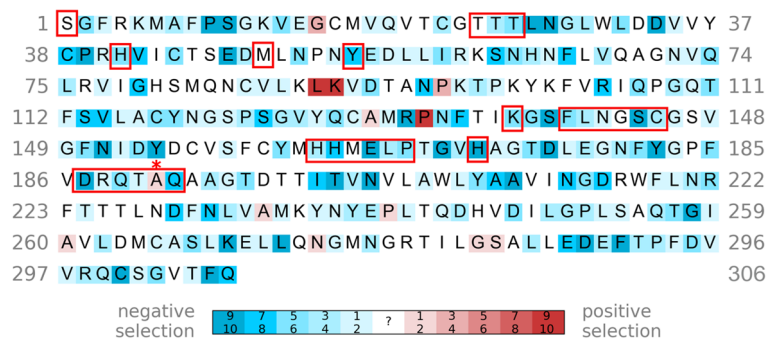 1 SGFRKMAFPSGKVEGCMVQVTCGTTTLNGLWLDDVVY 37
38 CPRHVICTSEDMLNPNYEDLLIRKSNHNFLVQAGNVQ 74
75 LRVIGHSMQNCVLKLKVDTANPKTPKYKFVRIQPGQT 111
112 FSVLACYNGSPSGVYQCAMRPNFTIKGSFLNGSCGSV 148
149 GFNIDYDCVSFCYMHHMELPTGVHAGTDLEGNFYGPF 185
*
186 VDRQTAQAAGTDTTITVNVLAWLYAAVINGDRWFLNR 222
223 FTTTLNDFNLVAMKYNYEPLTQDHVDILGPLSAQTGI 259
260 AVLDMCASLKELLQNGMNGRTILGSALLEDEFTPFDV 296
297 VRQCSGVTFQ 306
negative 9 7 5 3 1 ? 1 3 5 7 9 positive
selection 10 8 6 4 2 2 4 6 8 10 selection